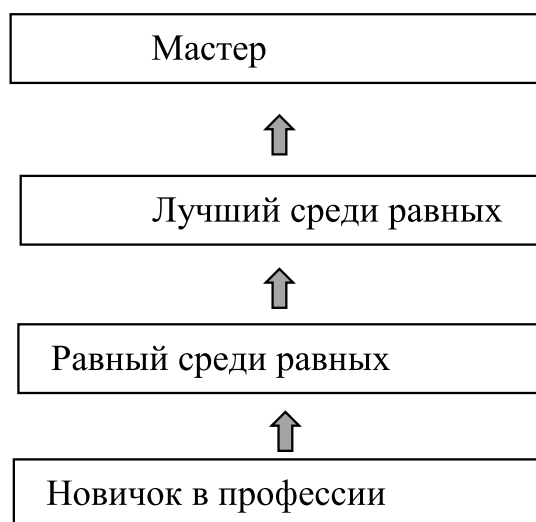 Мастер
Лучший среди равных
Равный среди равных
Новичок в профессии